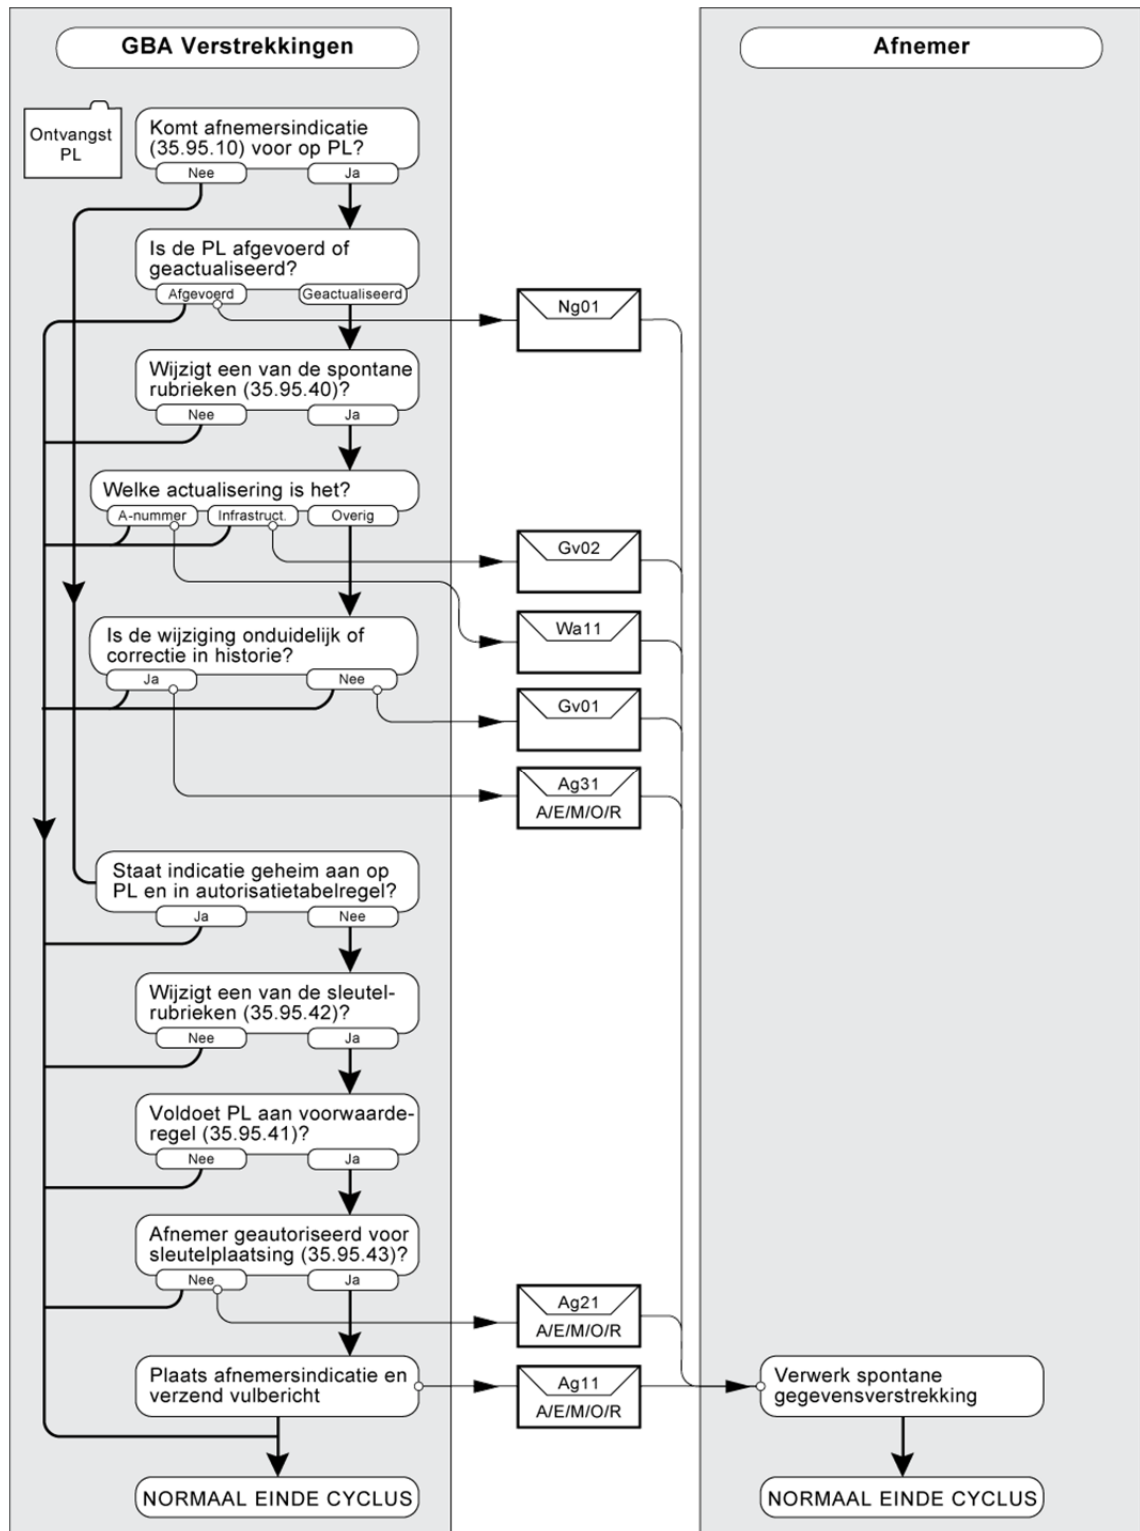 GBA Verstrekkingen
Afnemer
Ontvangst
PL
Komt afnemersindicatie
(35.95.10) voor op PL?
Nee
Ja
Is de PL afgevoerd of
geactualiseerd?
Afgevoerd
Geactualiseerd
Ng01
Wijzigt een van de spontane
rubrieken (35.95.40)?
Nee
Ja
Welke actualisering is het?
A-nummer
Infrastruct.
Overig
Gv02
Is de wijziging onduidelijk of
correctie in historie?
Ja
Nee
Wa11
Gv01
Ag31
A/E/M/O/R
Staat indicatie geheim aan op
PL en in autorisatietabelregel?
Ja
Nee
Wijzigt een van de sleutel-
rubrieken (35.95.42)?
Nee
Ja
Voldoet PL aan voorwaarde-
regel (35.95.41)?
Nee
Ja
Afnemer geautoriseerd voor
sleutelplaatsing (35.95.43)?
Nee
Ja
Ag21
A/E/M/O/R
Plaats afnemersindicatie en
verzend vulbericht
Ag11
A/E/M/O/R
Verwerk spontane
gegevensverstrekking
NORMAAL EINDE CYCLUS
NORMAAL EINDE CYCLUS